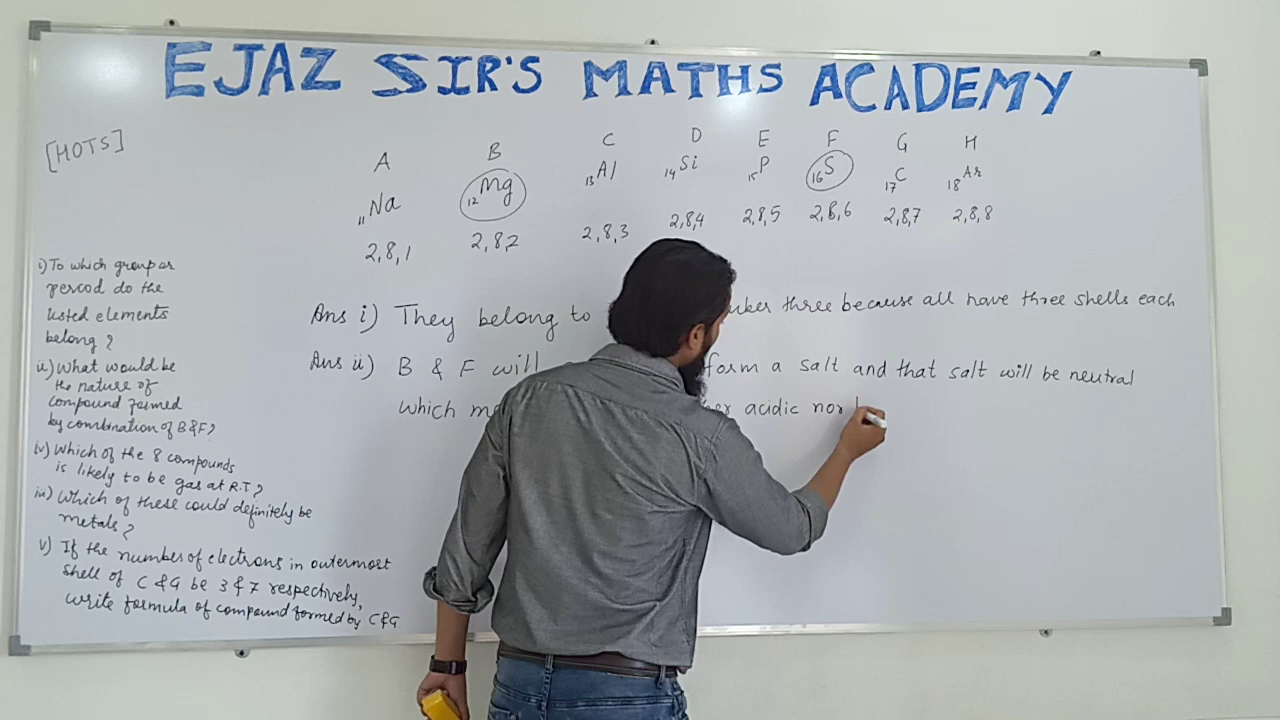 EJAZ SIR'S MATHS ACADEMY
[HOTS]
A B C D E F G H
11Na 12Mg 13Al 14Si 15P 16S 17C 18Ar
2,8,1 2,8,2 2,8,3 2,8,4 2,8,5 2,8,6 2,8,7 2,8,8
i) To which group or
period do the
listed elements
belong?
ii) What would be
the nature of
compound formed
by combination of B & F?
iv) Which of the 8 compounds
is likely to be gas at R.T?
iii) Which of these could definitely be
metals?
v) If the number of electrons in outermost
shell of C & G be 3 & 7 respectively,
write formula of compound formed by C & G
Ans i) They belong to three because all have three shells each
Ans ii) B & F will form a salt and that salt will be neutral
which acidic nor